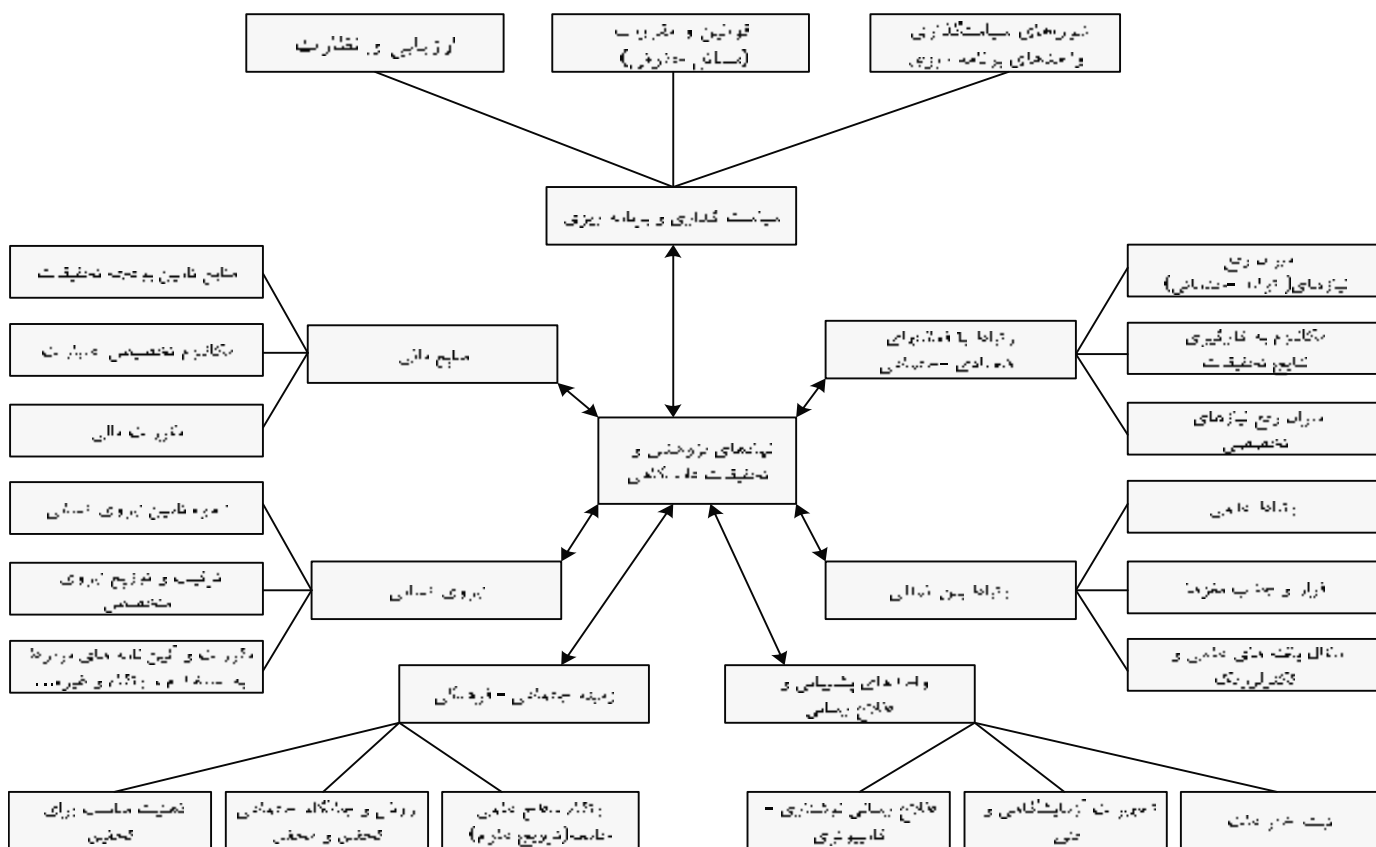 شوراهای سیاستگذاری
واحدهای برنامه ریزی
قوانین و مقررات
(مسائل حقوقی)
ارزیابی و نظارت
سیاست گذاری و برنامه ریزی
میزان رفع
نیازهای( تولید -خدماتی)
مکانیزم به کارگیری
نتایج تحقیقات
میزان رفع نیازهای
تخصصی
ارتباط با فعالیتهای
اقتصادی -اجتماعی
منابع مالی
منابع تامین بودجه تحقیقات
مکانیزم تخصیص اعتبارات
مقررات مالی
نهادهای پژوهشی و
تحقیقات دانشگاهی
ارتباط علمی
فرار و جذب مغزها
انتقال یافته های علمی و
تکنولوژیک
ارتباط بین المللی
نیروی انسانی
نحوه تامین نیروی انسانی
ترکیب و توزیع نیروی
متخصص
مقررات و آئین نامه های مربوط
به استخدام ، ارتقاء و غیره...
واحدهای پشتیبانی و
اطلاع رسانی
زمینه اجتماعی - فرهنگی
ثبت اختراعات
تجهیزات آزمایشگاهی و
فنی
اطلاع رسانی نوشتاری -
کامپیوتری
ارتقاء سطح علمی
جامعه(ترویج علوم)
ارزش و جایگاه اجتماعی
تحقیق و محقق
ذهنیت مناسب برای
تحقیق